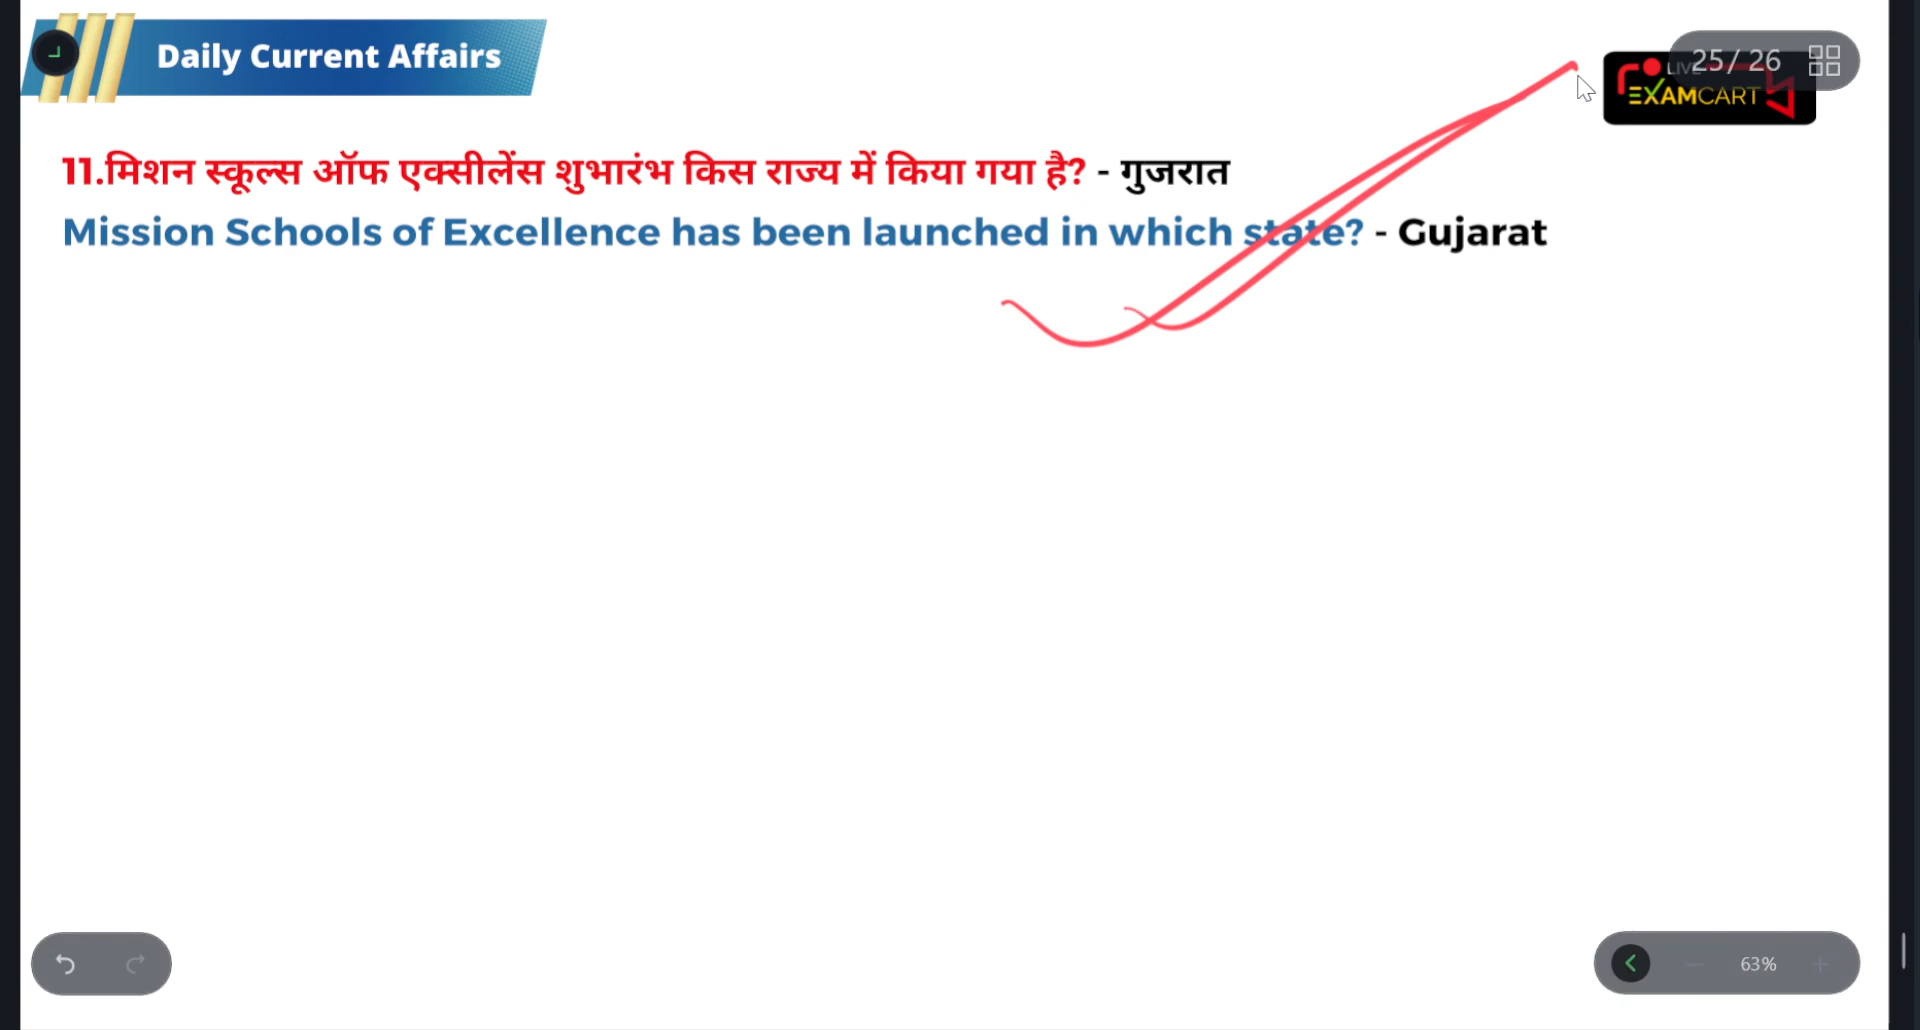 Daily Current Affairs
25/ 26
LIVE
EXAMCART
11.मिशन स्कूल्स ऑफ एक्सीलेंस शुभारंभ किस राज्य में किया गया है? - गुजरात
Mission Schools of Excellence has been launched in which state? - Gujarat
63%